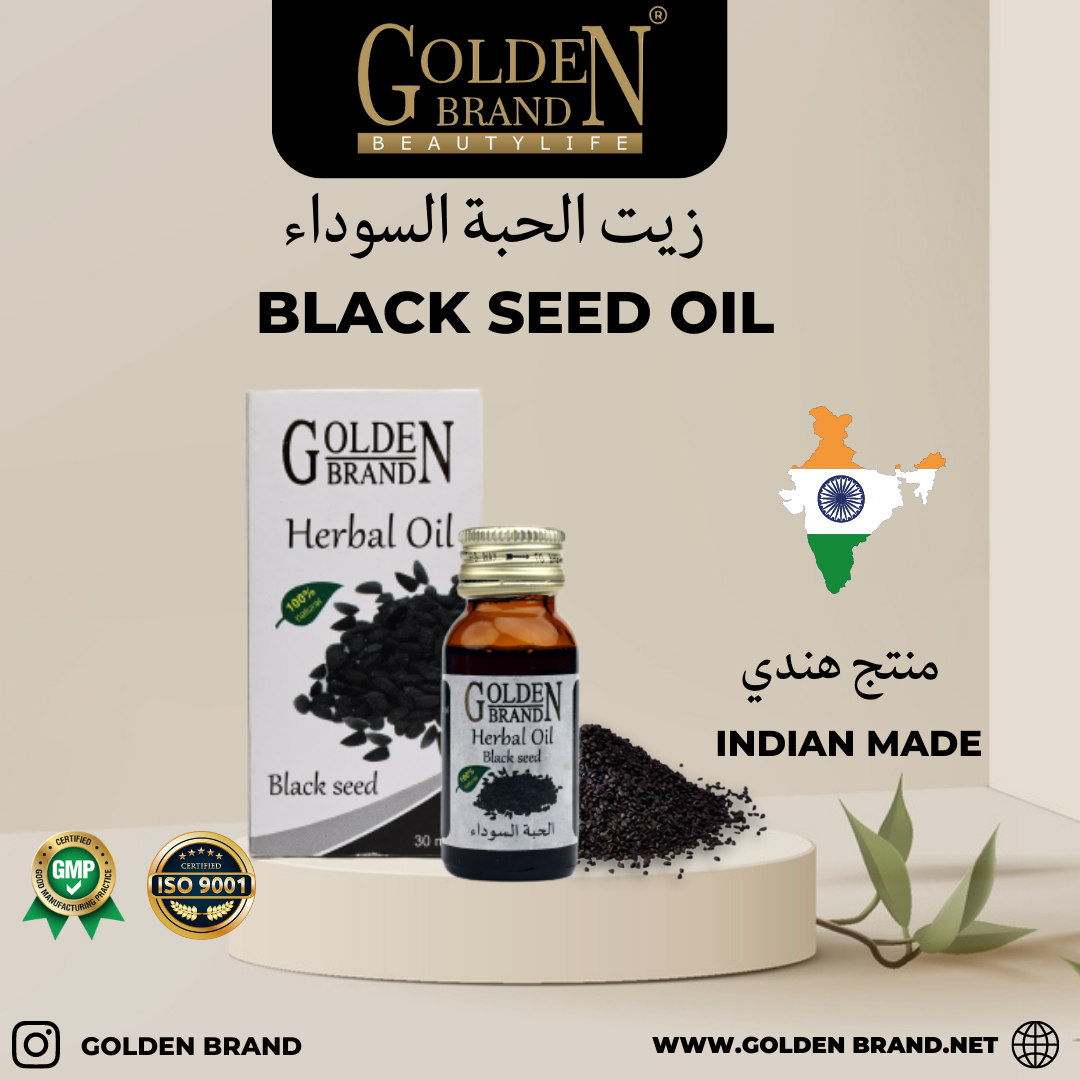 GOLDEN BRAND ®
BEAUTYLIFE
زيت الحبة السوداء
BLACK SEED OIL
GOLDEN
BRAND
Herbal Oil
100%
natural
Black seed
30
GOLDEN
BRAND
Herbal Oil
Black seed
100%
الحبة السوداء
منتج هندي
INDIAN MADE
CERTIFIED
GMP
GOOD MANUFACTURING PRACTICE
CERTIFIED
ISO 9001
GOLDEN BRAND
WWW.GOLDEN BRAND.NET